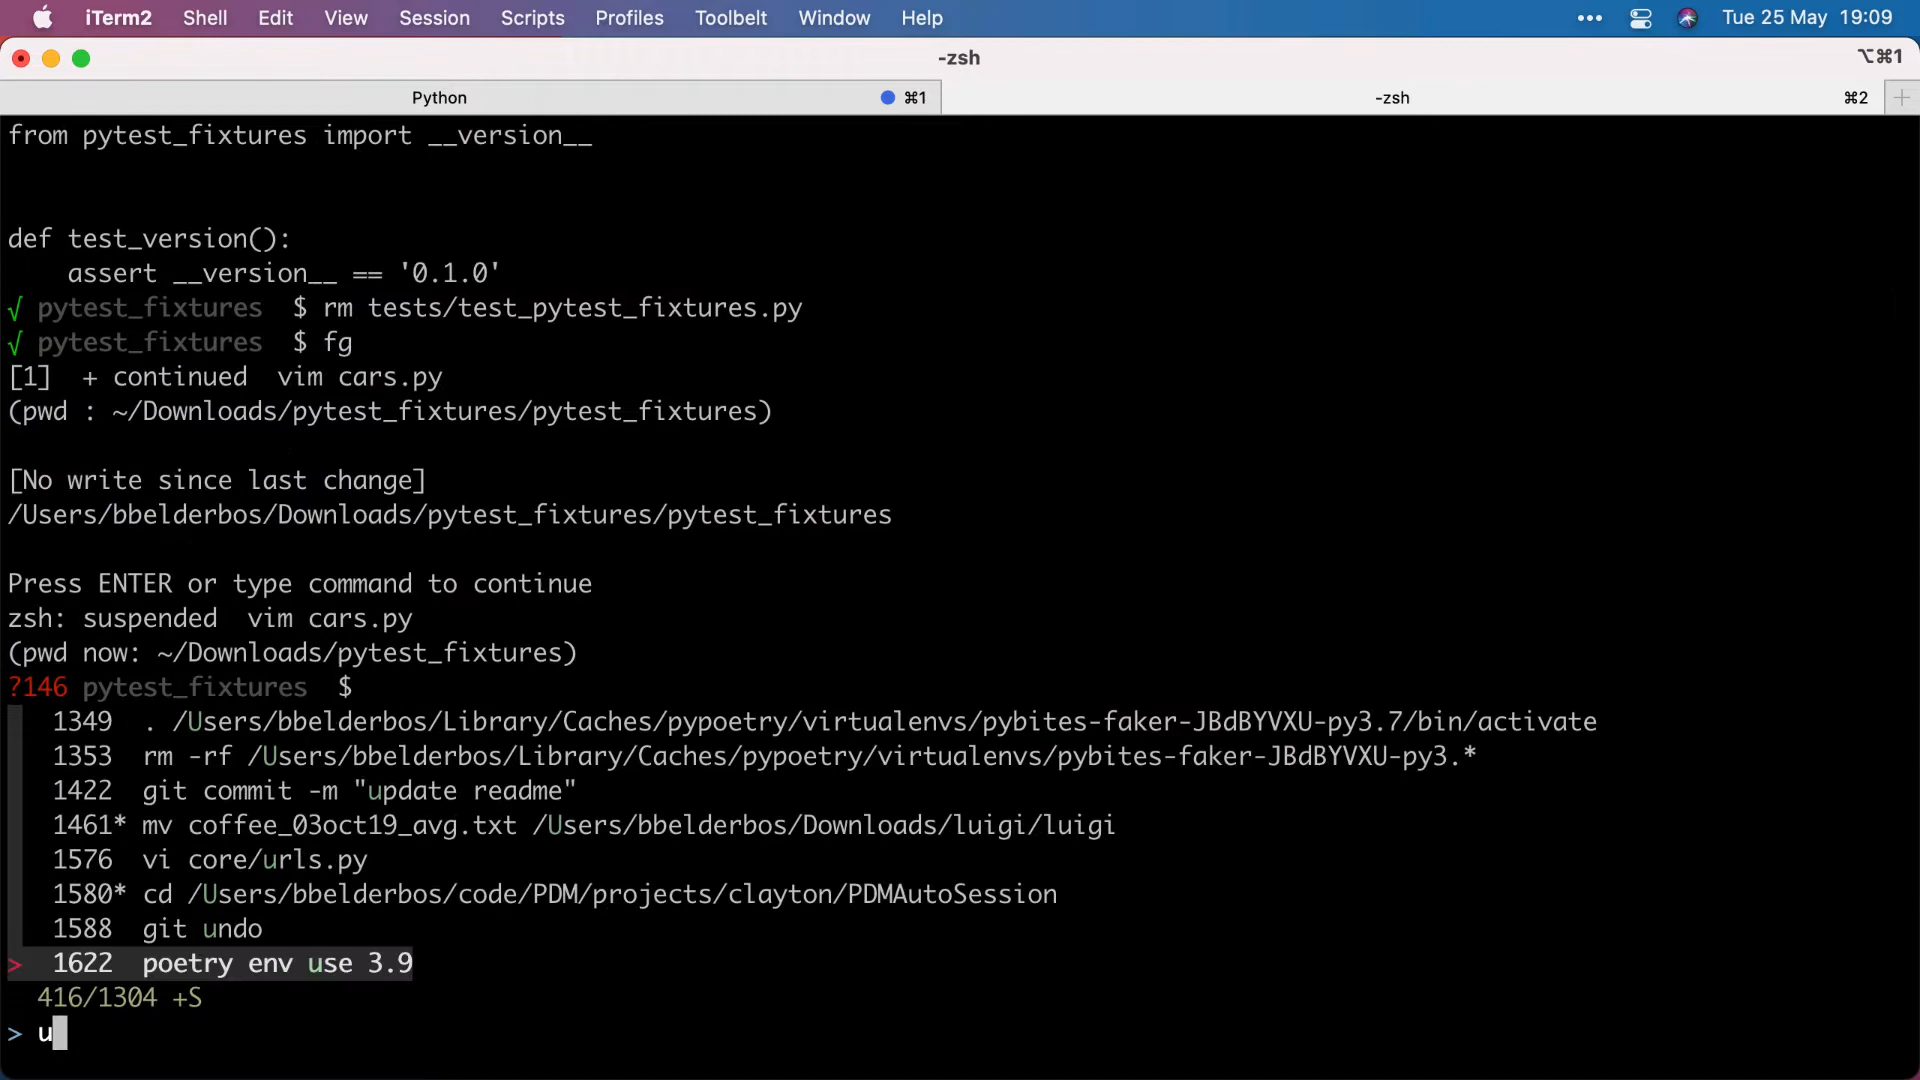 iTerm2 Shell Edit View Session Scripts Profiles Toolbelt Window Help Tue 25 May 19:09
-zsh ⌥⌘1
Python ⌘1 -zsh ⌘2
from pytest_fixtures import __version__
def test_version():
    assert __version__ == '0.1.0'
√ pytest_fixtures $ rm tests/test_pytest_fixtures.py
√ pytest_fixtures $ fg
[1] + continued vim cars.py
(pwd : ~/Downloads/pytest_fixtures/pytest_fixtures)
[No write since last change]
/Users/bbelderbos/Downloads/pytest_fixtures/pytest_fixtures
Press ENTER or type command to continue
zsh: suspended vim cars.py
(pwd now: ~/Downloads/pytest_fixtures)
?146 pytest_fixtures $
1349 . /Users/bbelderbos/Library/Caches/pypoetry/virtualenvs/pybites-faker-JBdBYVXU-py3.7/bin/activate
1353 rm -rf /Users/bbelderbos/Library/Caches/pypoetry/virtualenvs/pybites-faker-JBdBYVXU-py3.*
1422 git commit -m "update readme"
1461* mv coffee_03oct19_avg.txt /Users/bbelderbos/Downloads/luigi/luigi
1576 vi core/urls.py
1580* cd /Users/bbelderbos/code/PDM/projects/clayton/PDMAutoSession
1588 git undo
> 1622 poetry env use 3.9
416/1304 +S
> u